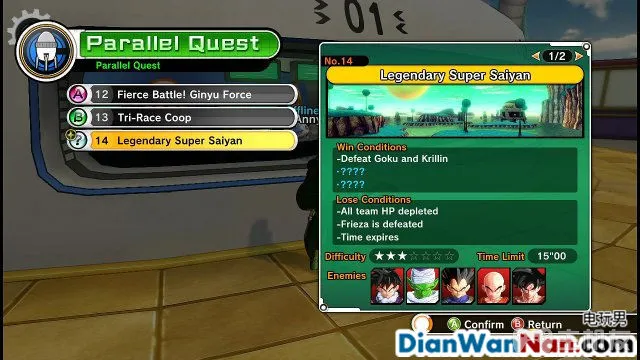 01
Parallel Quest
Parallel Quest
A 12 Fierce Battle! Ginyu Force
B 13 Tri-Race Coop
? 14 Legendary Super Saiyan
No.14
1/2
Legendary Super Saiyan
Win Conditions
-Defeat Goku and Krillin
-????
-????
Lose Conditions
-All team HP depleted
-Frieza is defeated
-Time expires
Difficulty ★★★☆☆☆☆ Time Limit 15"00
Enemies
A Confirm B Return
电玩男
DianWanNan.com